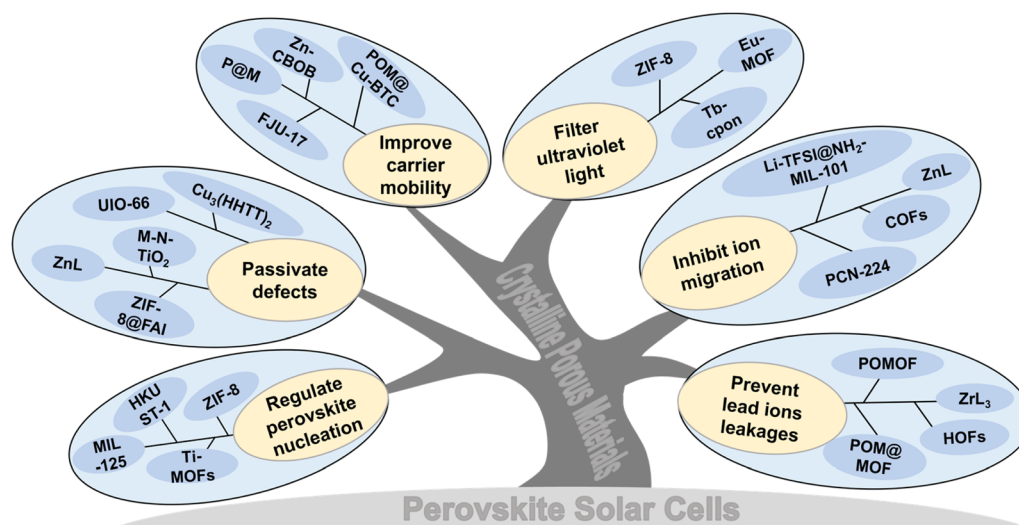 P@M
Zn-
CBOB
POM@
Cu-BTC
FJU-17
Improve
carrier
mobility
ZIF-8
Eu-
MOF
Tb-
cpon
Filter
ultraviolet
light
UIO-66
Cu₃(HHTT)₂
M-N-
TiO₂
ZnL
ZIF-
8@FAI
Passivate
defects
Li-TFSI@NH₂-
MIL-101
ZnL
COFs
PCN-224
Inhibit ion
migration
HKU
ST-1
ZIF-8
MIL
-125
Ti-
MOFs
Regulate
perovskite
nucleation
POMOF
ZrL₃
HOFs
POM@
MOF
Prevent
lead ions
leakages
Crystalline Porous Materials
Perovskite Solar Cells